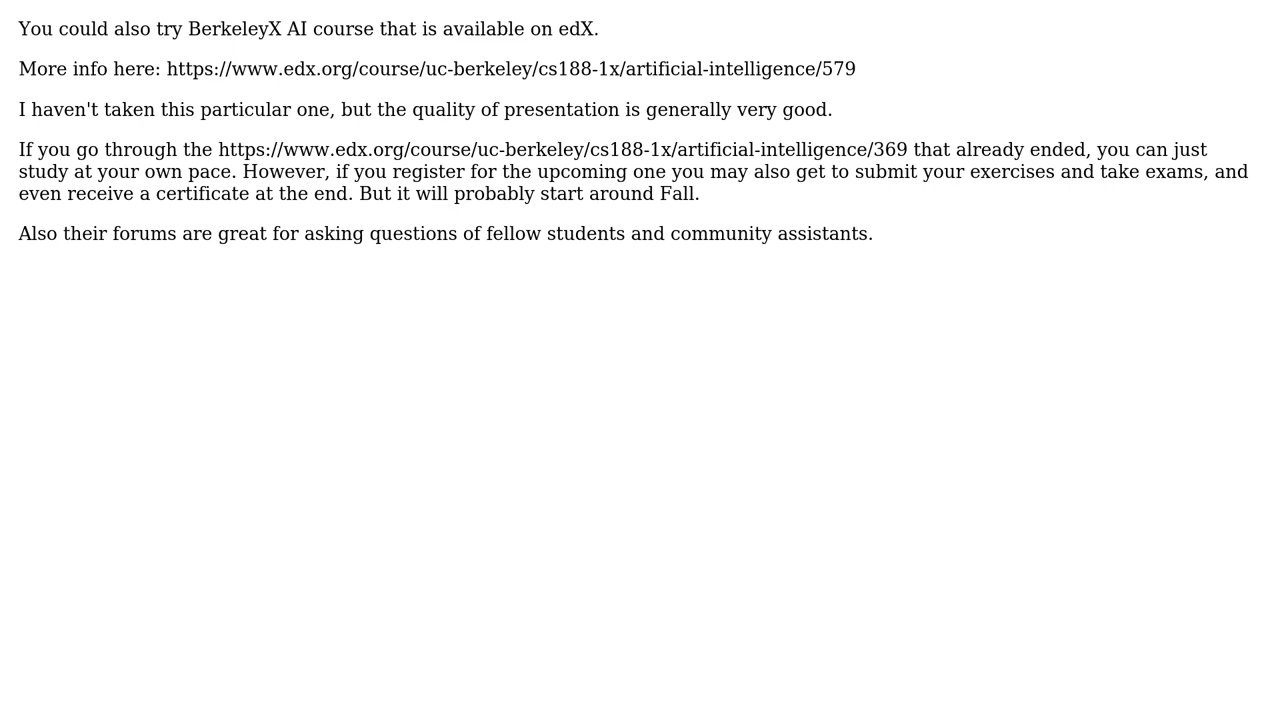 You could also try BerkeleyX AI course that is available on edX.
More info here: https://www.edx.org/course/uc-berkeley/cs188-1x/artificial-intelligence/579
I haven't taken this particular one, but the quality of presentation is generally very good.
If you go through the https://www.edx.org/course/uc-berkeley/cs188-1x/artificial-intelligence/369 that already ended, you can just
study at your own pace. However, if you register for the upcoming one you may also get to submit your exercises and take exams, and
even receive a certificate at the end. But it will probably start around Fall.
Also their forums are great for asking questions of fellow students and community assistants.